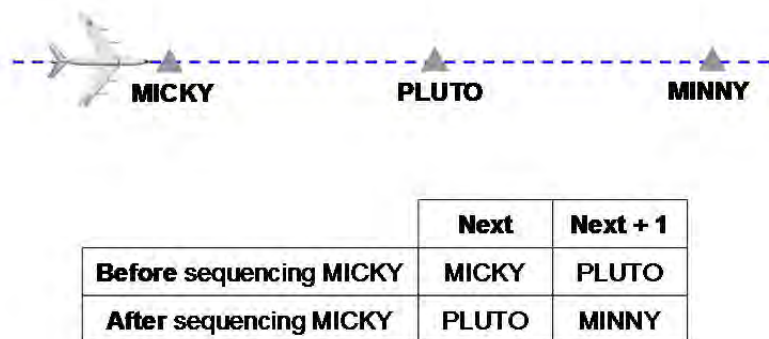 MICKY PLUTO MINNY
Next Next + 1
Before sequencing MICKY MICKY PLUTO
After sequencing MICKY PLUTO MINNY